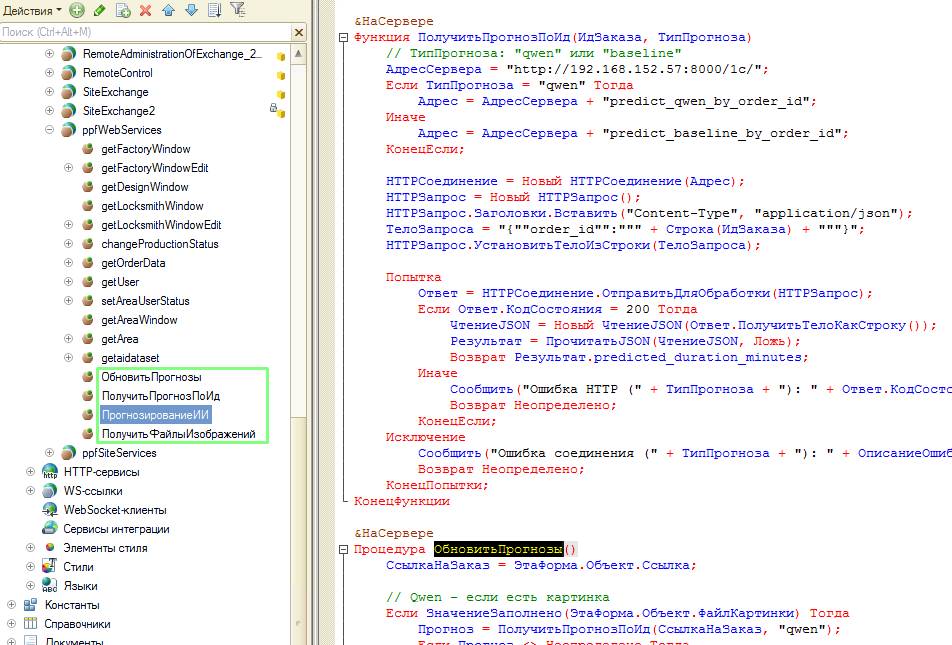 Действия
Поиск (Ctrl+Alt+M)
RemoteAdministrationOfExchange_2...
RemoteControl
SiteExchange
SiteExchange2
ppfWebServices
getFactoryWindow
getFactoryWindowEdit
getDesignWindow
getLocksmithWindow
getLocksmithWindowEdit
changeProductionStatus
getOrderData
getUser
setAreaUserStatus
getAreaWindow
getArea
getaidataset
ОбновитьПрогнозы
ПолучитьПрогнозПоИд
ПрогнозированиеИИ
ПолучитьФайлыИзображений
ppfSiteServices
HTTP-сервисы
WS-ссылки
WebSocket-клиенты
Сервисы интеграции
Элементы стиля
Стили
Языки
Константы
Справочники
Документы
&НаСервере
Функция ПолучитьПрогнозПоИд(ИдЗаказа, ТипПрогноза)
// ТипПрогноза: "qwen" или "baseline"
АдресСервера = "http://192.168.152.57:8000/1c/";
Если ТипПрогноза = "qwen" Тогда
Адрес = АдресСервера + "predict_qwen_by_order_id";
Иначе
Адрес = АдресСервера + "predict_baseline_by_order_id";
КонецЕсли;
HTTPСоединение = Новый HTTPСоединение(Адрес);
HTTPЗапрос = Новый HTTPЗапрос();
HTTPЗапрос.Заголовки.Вставить("Content-Type", "application/json");
ТелоЗапроса = "{""order_id"":""" + Строка(ИдЗаказа) + """}";
HTTPЗапрос.УстановитьТелоИзСтроки(ТелоЗапроса);
Попытка
Ответ = HTTPСоединение.ОтправитьДляОбработки(HTTPЗапрос);
Если Ответ.КодСостояния = 200 Тогда
ЧтениеJSON = Новый ЧтениеJSON(Ответ.ПолучитьТелоКакСтроку());
Результат = ПрочитатьJSON(ЧтениеJSON, Ложь);
Возврат Результат.predicted_duration_minutes;
Иначе
Сообщить("Ошибка HTTP (" + ТипПрогноза + "): " + Ответ.КодСосто
Возврат Неопределено;
КонецЕсли;
Исключение
Сообщить("Ошибка соединения (" + ТипПрогноза + "): " + ОписаниеОшиб
Возврат Неопределено;
КонецПопытки;
КонецФункции
&НаСервере
Процедура ОбновитьПрогнозы()
СсылкаНаЗаказ = ЭтаФорма.Объект.Ссылка;
// Qwen – если есть картинка
Если ЗначениеЗаполнено(ЭтаФорма.Объект.ФайлКартинки) Тогда
Прогноз = ПолучитьПрогнозПоИд(СсылкаНаЗаказ, "qwen");
Если Прогноз <> Неопределено Тогда